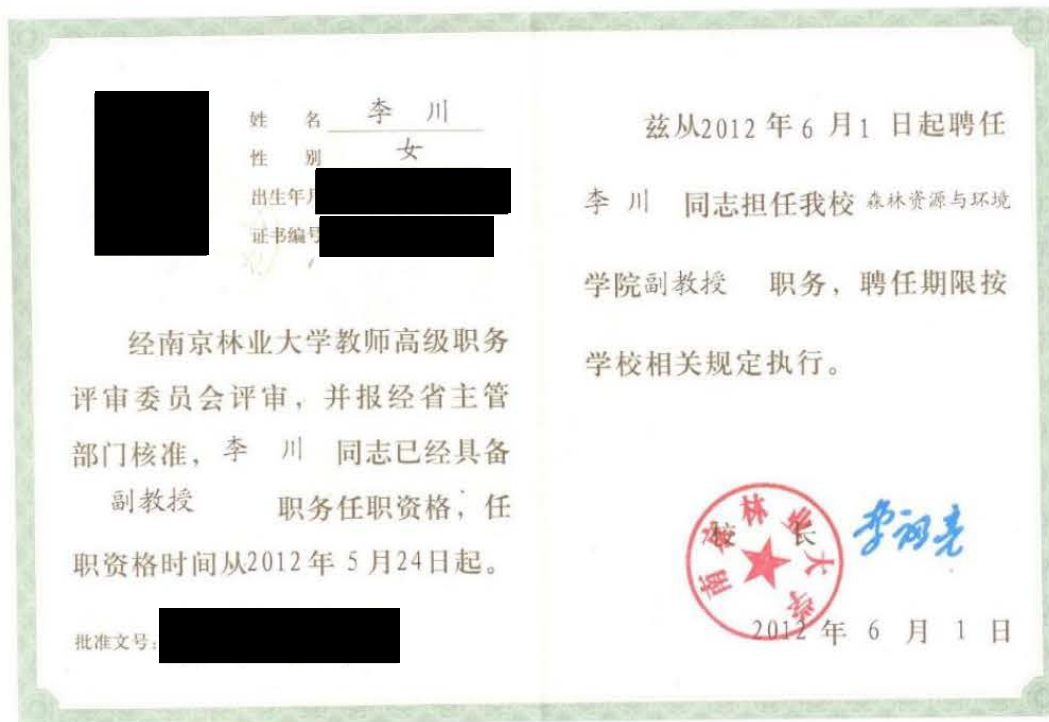 姓 名 李 川
性 别 女
出生年月
证书编号
经南京林业大学教师高级职务
评审委员会评审，并报经省主管
部门核准，李 川 同志已经具备
副教授 职务任职资格，任
职资格时间从2012年5月24日起。
批准文号：
兹从2012年6月1日起聘任
李 川 同志担任我校 森林资源与环境
学院副教授 职务，聘任期限按
学校相关规定执行。
南京林业大学
校 长
2012年 6 月 1 日